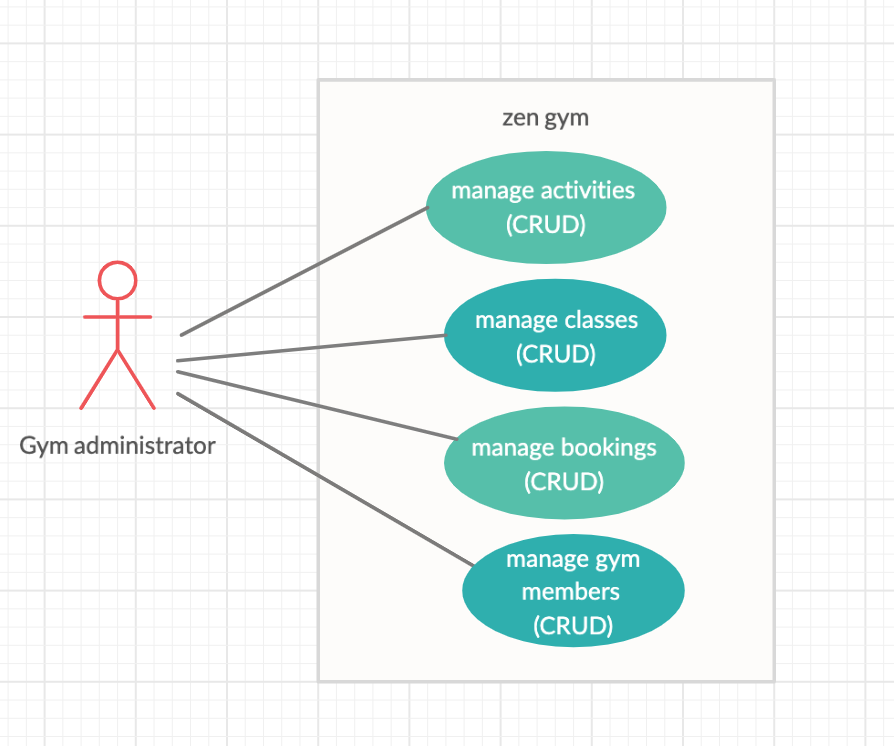 zen gym
manage activities
(CRUD)
manage classes
(CRUD)
manage bookings
(CRUD)
Gym administrator
manage gym
members
(CRUD)